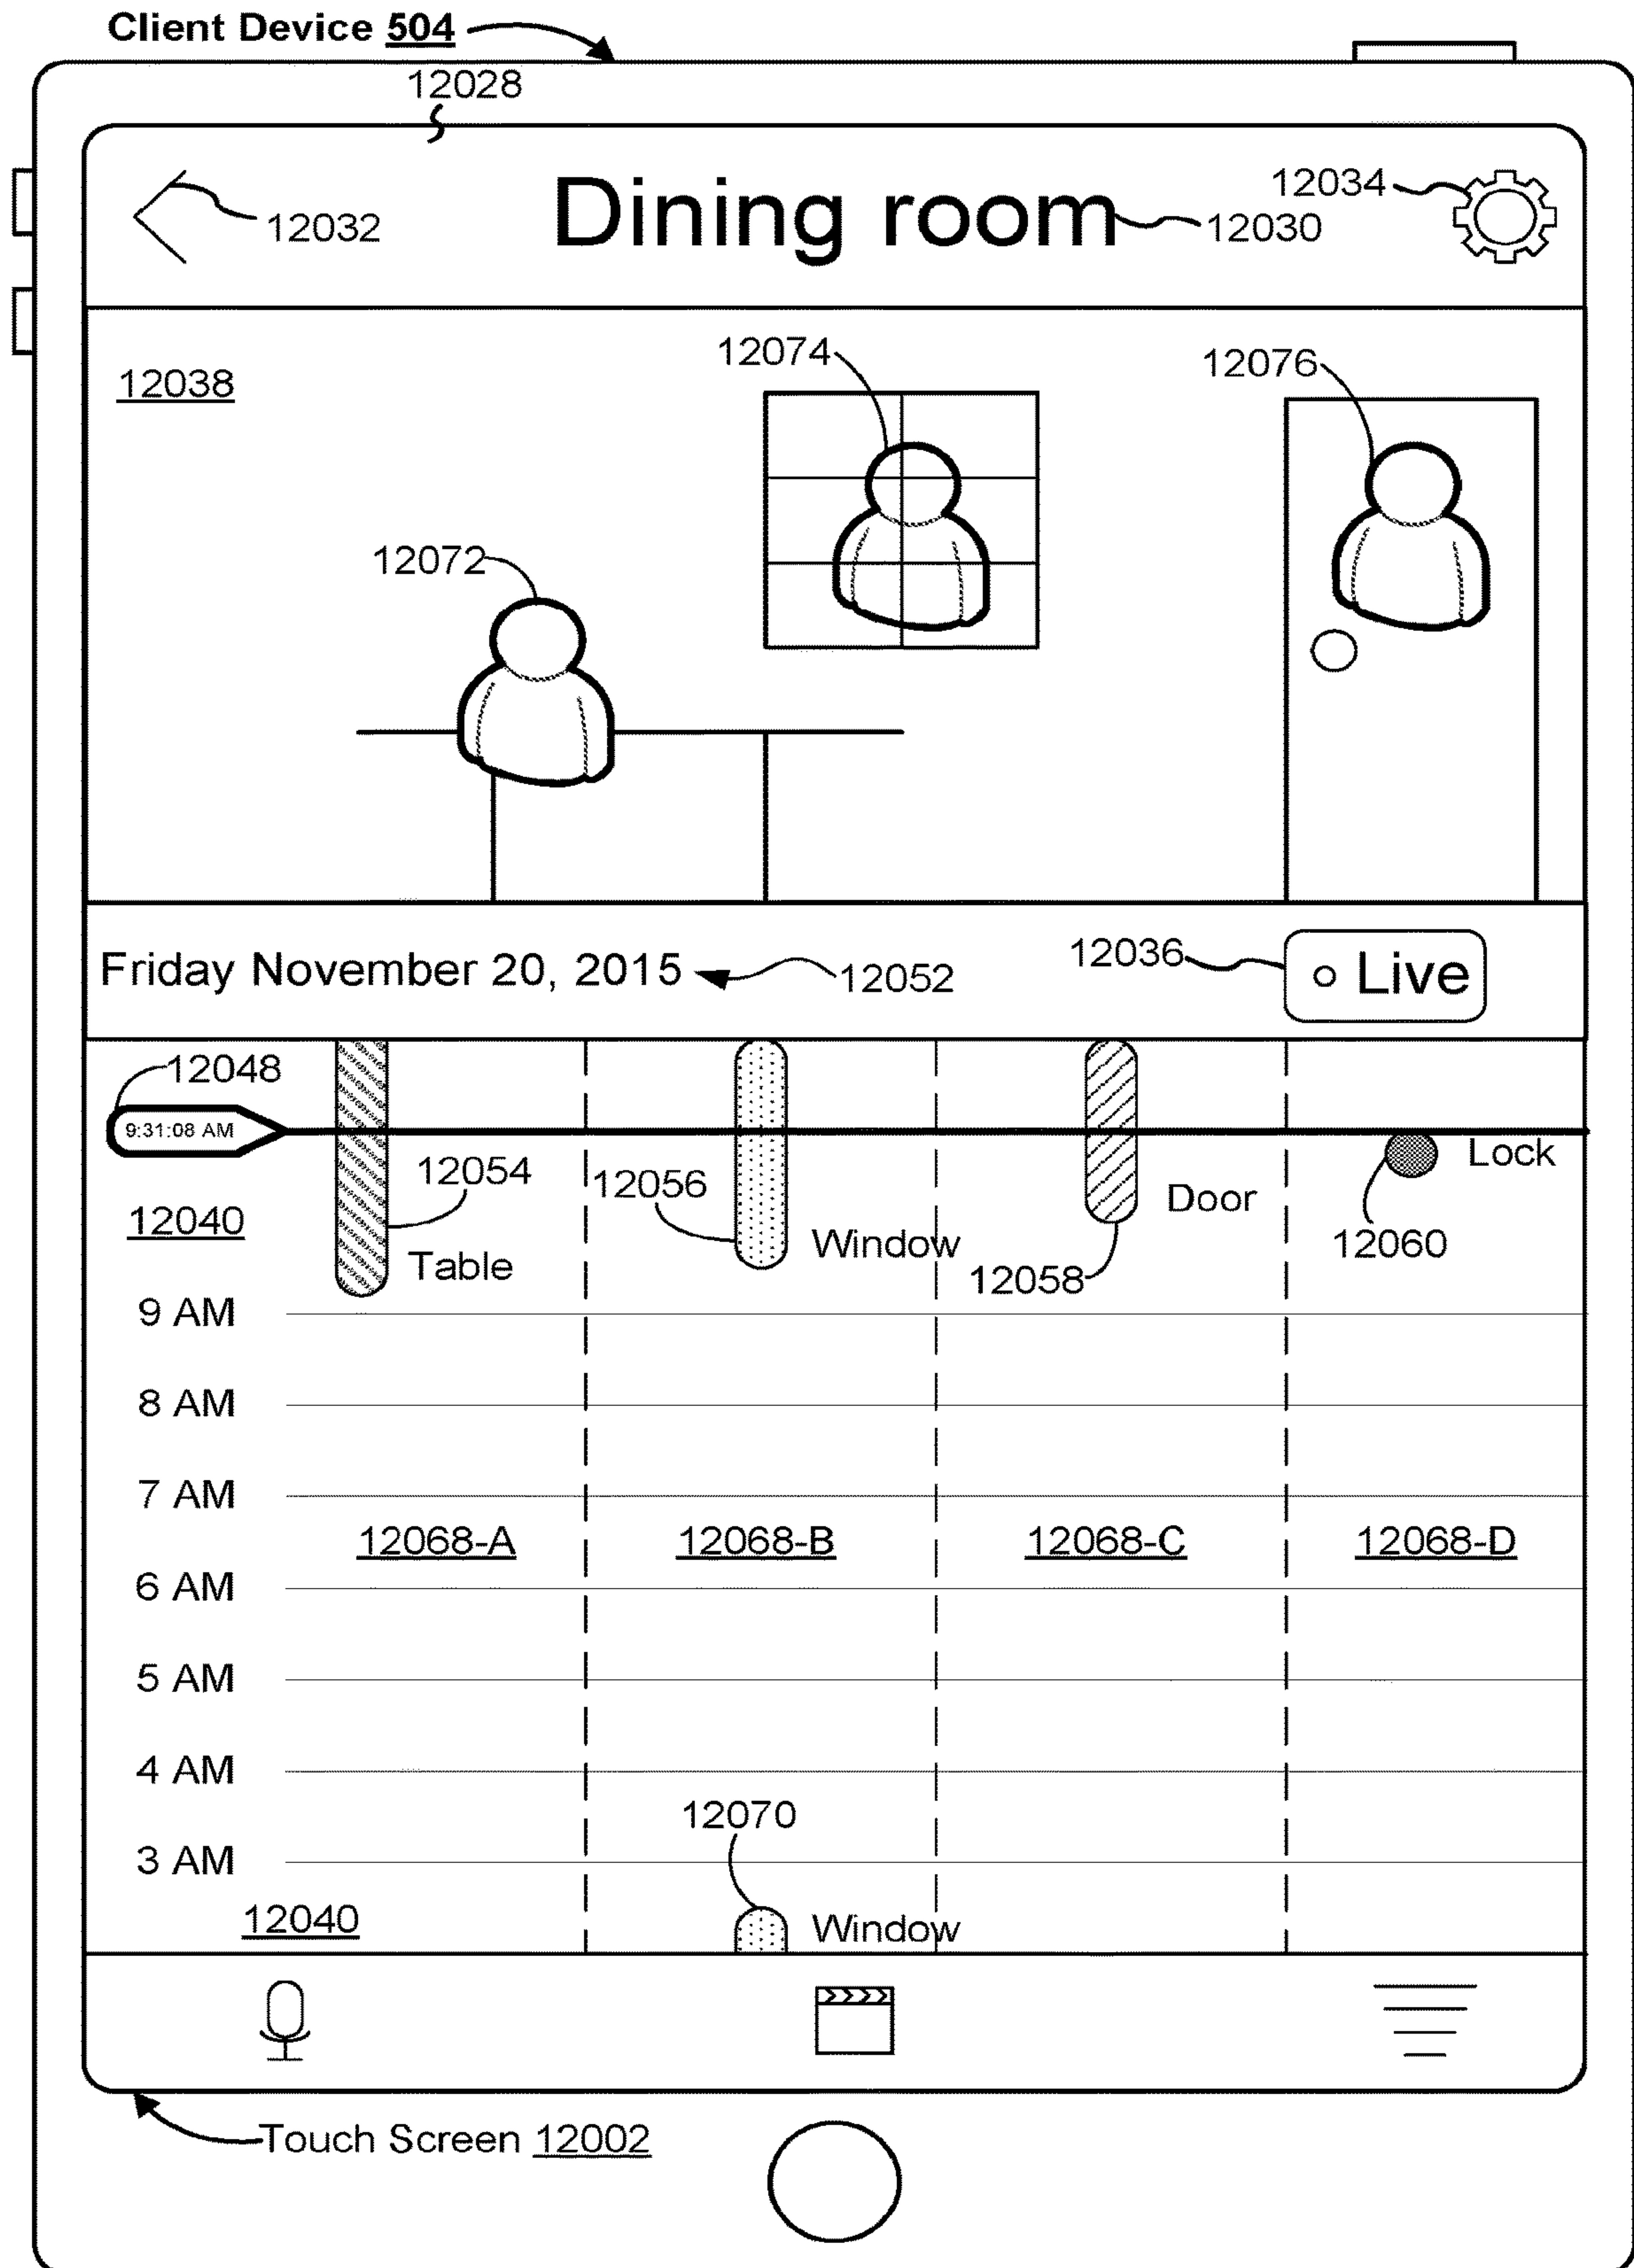 Client Device 504
12028
12032
Dining room
12030
12034
12038
12074
12076
12072
Friday November 20, 2015
12052
12036
Live
12048
9:31:08 AM
12054
12056
Lock
12040
Table
Window
12058
Door
12060
9 AM
8 AM
7 AM
12068-A
12068-B
12068-C
12068-D
6 AM
5 AM
4 AM
12070
3 AM
12040
Window
Touch Screen 12002